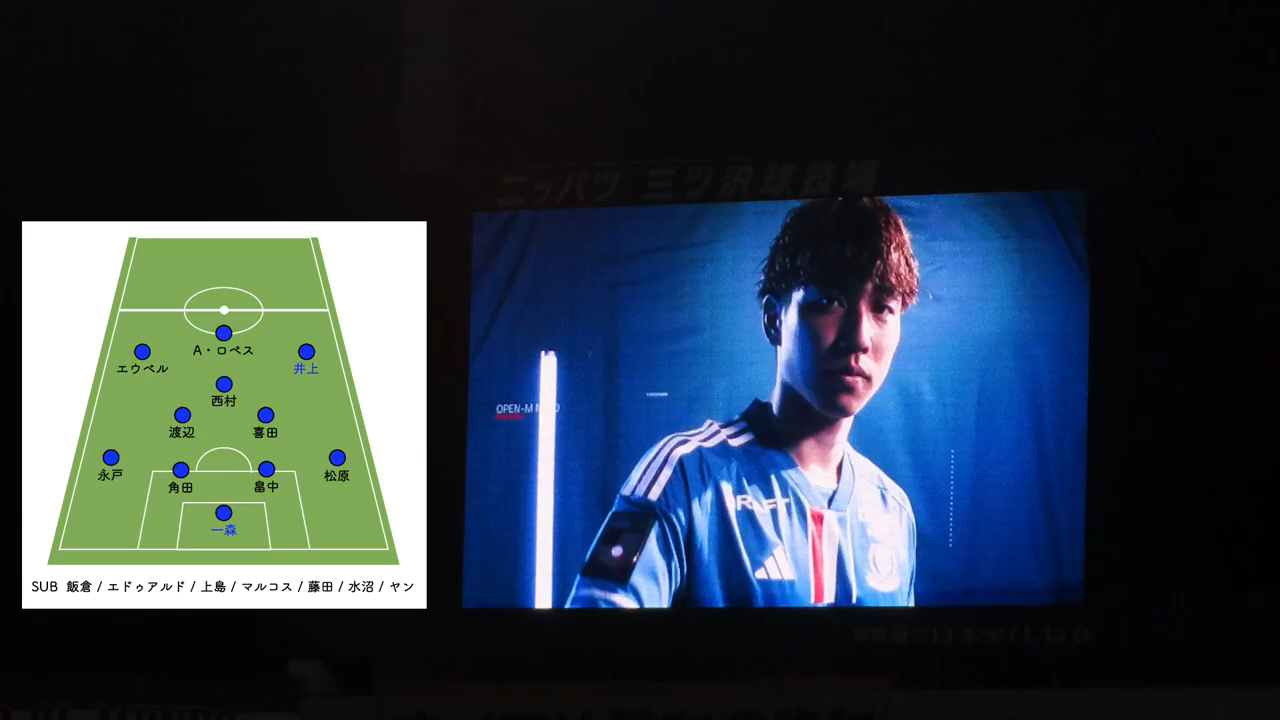 ニッパツ 三ツ沢球技場
A・ロペス
エウベル
井上
西村
渡辺
喜田
永戸
角田
畠中
松原
一森
SUB 飯倉 / エドゥアルド / 上島 / マルコス / 藤田 / 水沼 / ヤン
OPEN-M
YOKOHAMA